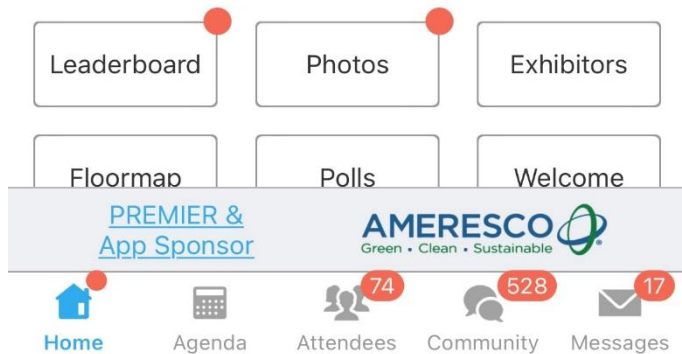 Leaderboard
Photos
Exhibitors
Floormap
Polls
Welcome
PREMIER &
App Sponsor
AMERESCO
Green • Clean • Sustainable
74
528
17
Home
Agenda
Attendees
Community
Messages